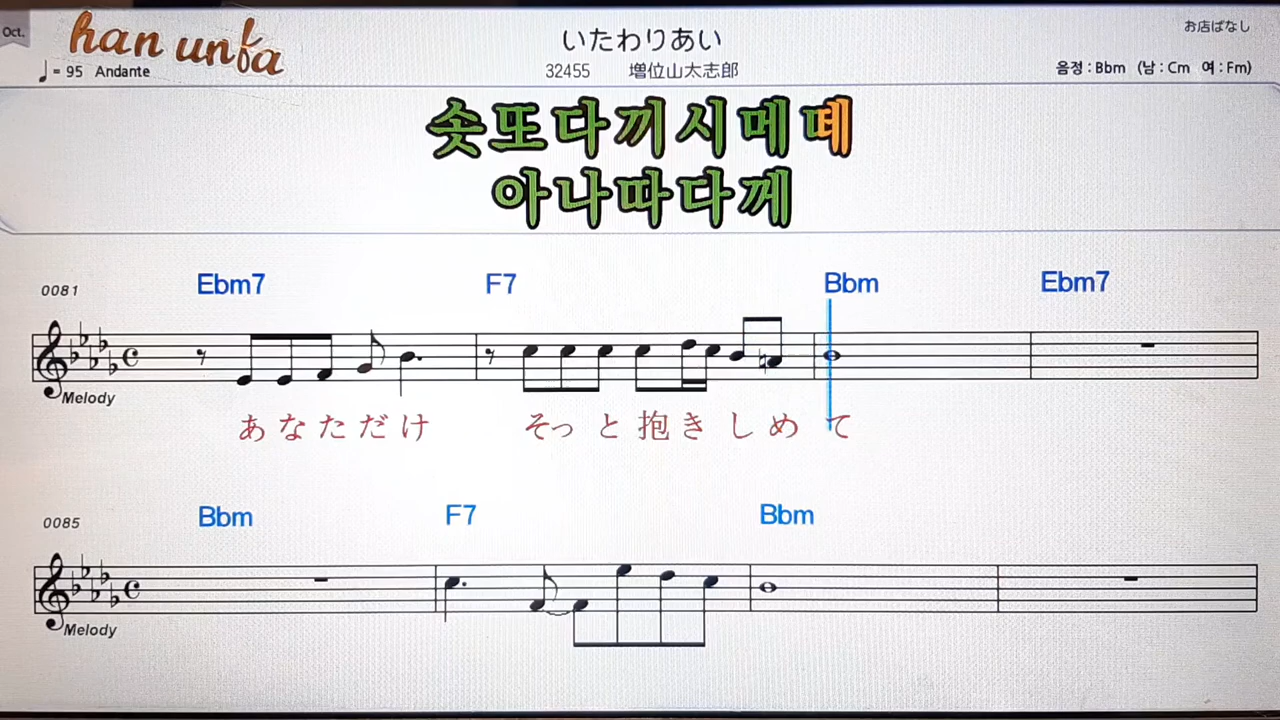 Oct.
han unfa
お店ばなし
いたわりあい
♩= 95 Andante
32455 増位山太志郎
음정 : Bbm (남 : Cm 여 : Fm)
솟또다끼시메떼
아나따다께
0081 Ebm7 F7 Bbm Ebm7
Melody
あなただけ そっと抱きしめて
0085 Bbm F7 Bbm
Melody